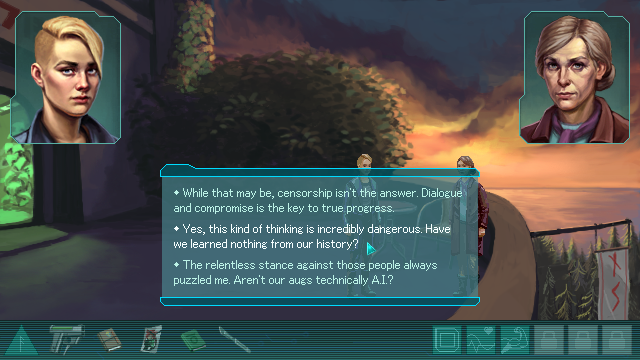 ◆ While that may be, censorship isn't the answer. Dialogue
and compromise is the key to true progress.
◆ Yes, this kind of thinking is incredibly dangerous. Have
we learned nothing from our history?
◆ The relentless stance against those people always
puzzled me. Aren't our augs technically A.I.?